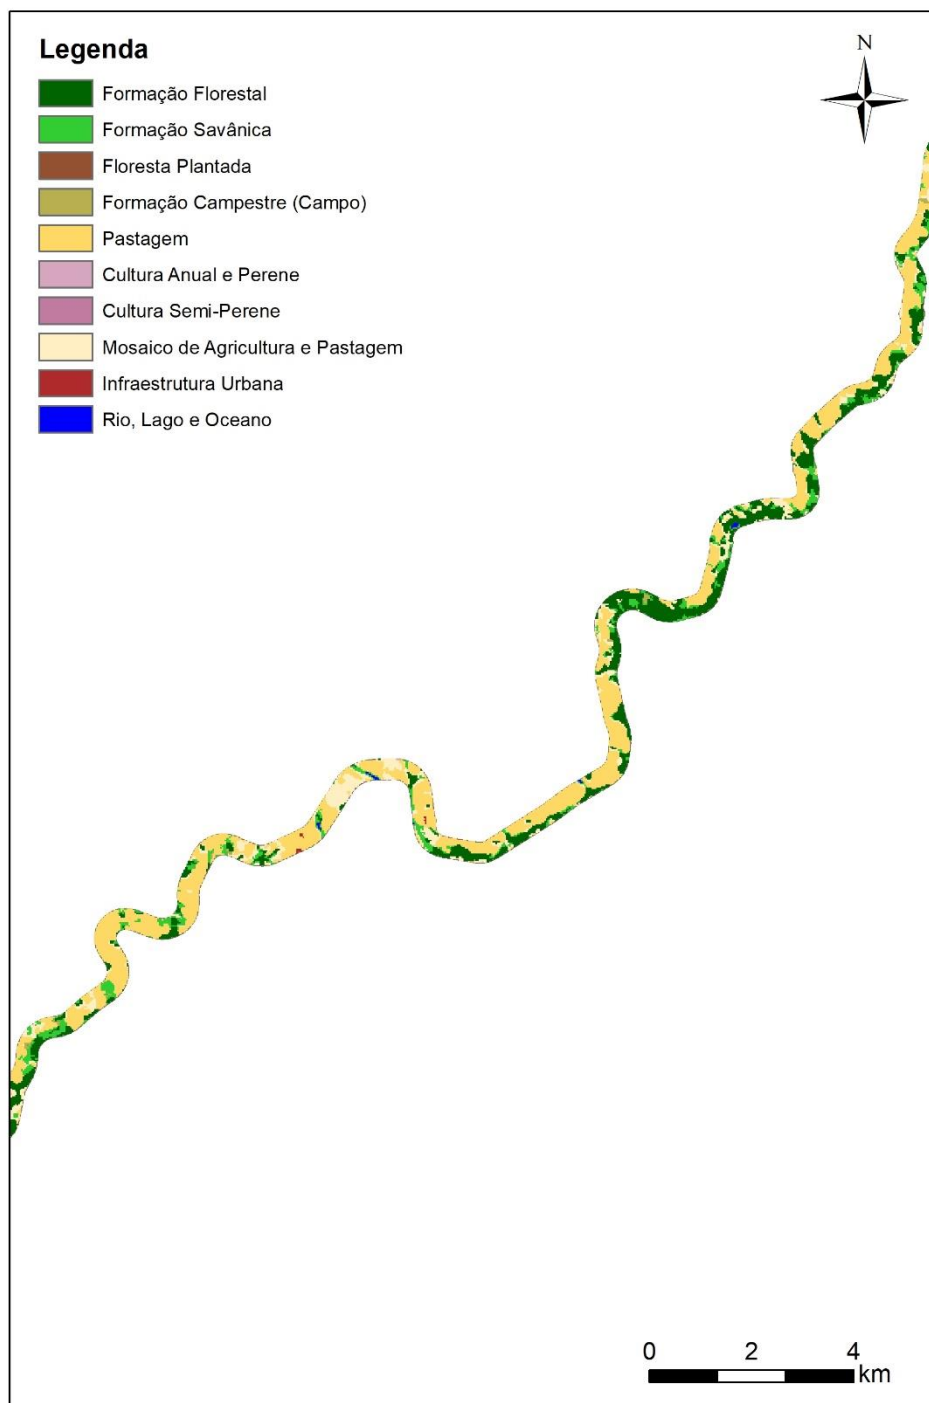 Legenda
N
Formação Florestal
Formação Savânica
Floresta Plantada
Formação Campestre (Campo)
Pastagem
Cultura Anual e Perene
Cultura Semi-Perene
Mosaico de Agricultura e Pastagem
Infraestrutura Urbana
Rio, Lago e Oceano
0 2 4
km